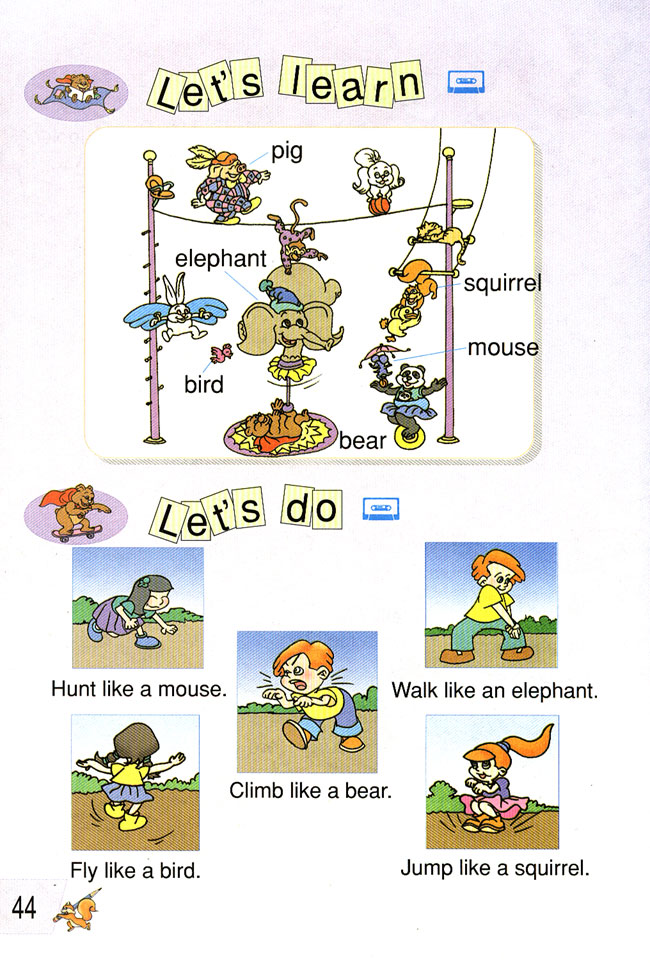 Let's learn
pig
elephant
squirrel
mouse
bird
bear
Let's do
Hunt like a mouse.
Walk like an elephant.
Climb like a bear.
Fly like a bird.
Jump like a squirrel.
44